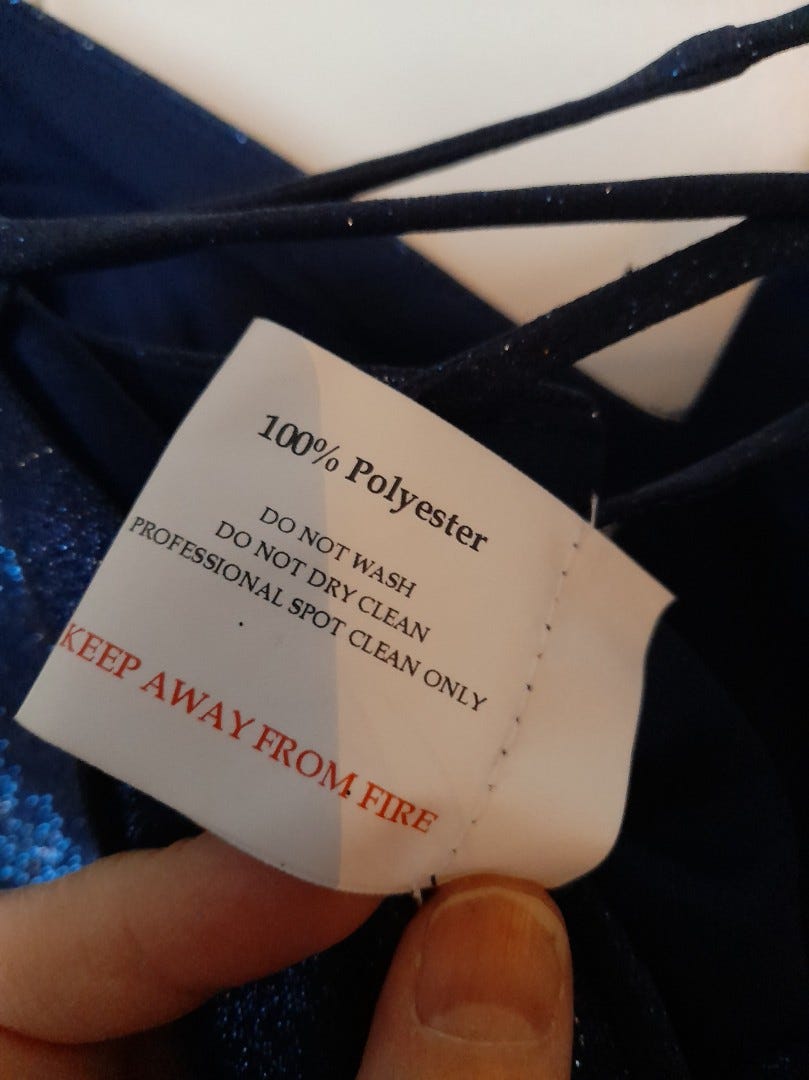 100% Polyester
DO NOT WASH
DO NOT DRY CLEAN
PROFESSIONAL SPOT CLEAN ONLY
KEEP AWAY FROM FIRE